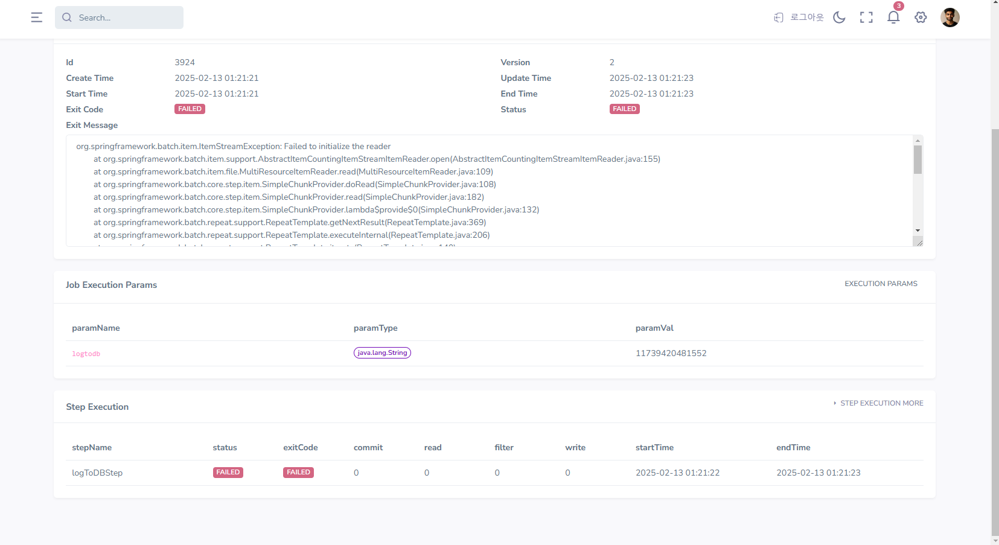 Search...
로그아웃
3
Id 3924 Version 2
Create Time 2025-02-13 01:21:21 Update Time 2025-02-13 01:21:23
Start Time 2025-02-13 01:21:21 End Time 2025-02-13 01:21:23
Exit Code FAILED Status FAILED
Exit Message
org.springframework.batch.item.ItemStreamException: Failed to initialize the reader
at org.springframework.batch.item.support.AbstractItemCountingItemStreamItemReader.open(AbstractItemCountingItemStreamItemReader.java:155)
at org.springframework.batch.item.file.MultiResourceItemReader.read(MultiResourceItemReader.java:109)
at org.springframework.batch.core.step.item.SimpleChunkProvider.doRead(SimpleChunkProvider.java:108)
at org.springframework.batch.core.step.item.SimpleChunkProvider.read(SimpleChunkProvider.java:182)
at org.springframework.batch.core.step.item.SimpleChunkProvider.lambda$provide$0(SimpleChunkProvider.java:132)
at org.springframework.batch.repeat.support.RepeatTemplate.getNextResult(RepeatTemplate.java:369)
at org.springframework.batch.repeat.support.RepeatTemplate.executeInternal(RepeatTemplate.java:206)
Job Execution Params EXECUTION PARAMS
paramName paramType paramVal
logtodb java.lang.String 11739420481552
Step Execution STEP EXECUTION MORE
stepName status exitCode commit read filter write startTime endTime
logToDBStep FAILED FAILED 0 0 0 0 2025-02-13 01:21:22 2025-02-13 01:21:23